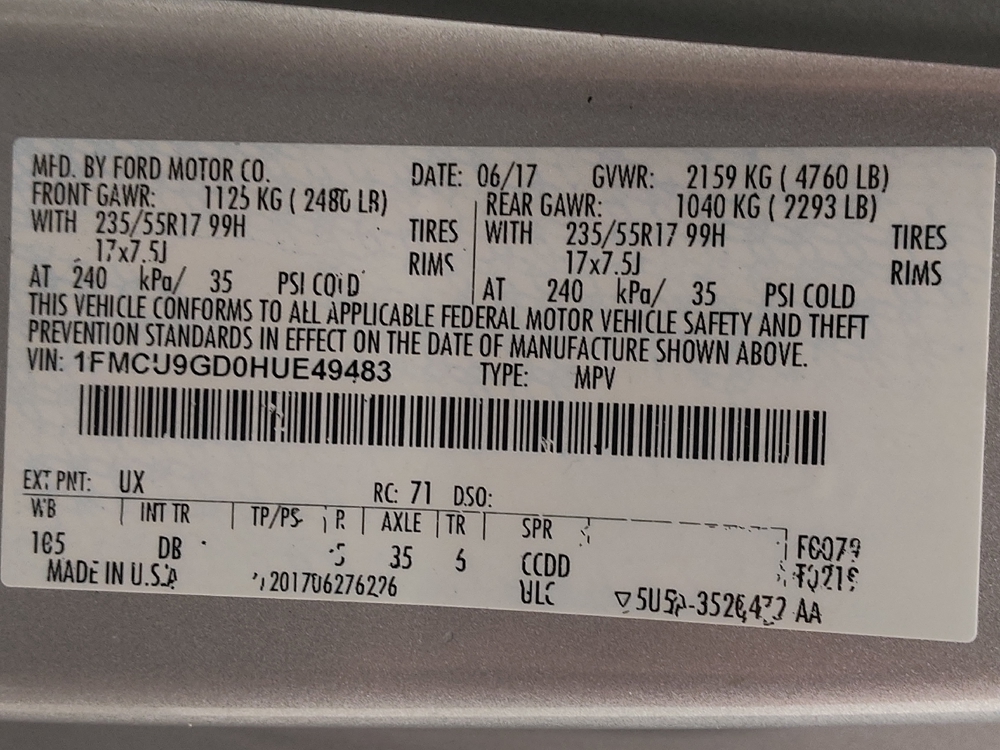 MFD. BY FORD MOTOR CO. DATE: 06/17 GVWR: 2159 KG ( 4760 LB)
FRONT GAWR: 1125 KG ( 2480 LB) REAR GAWR: 1040 KG ( 2293 LB)
WITH 235/55R17 99H TIRES WITH 235/55R17 99H TIRES
17x7.5J RIMS 17x7.5J RIMS
AT 240 kPa/ 35 PSI COLD AT 240 kPa/ 35 PSI COLD
THIS VEHICLE CONFORMS TO ALL APPLICABLE FEDERAL MOTOR VEHICLE SAFETY AND THEFT
PREVENTION STANDARDS IN EFFECT ON THE DATE OF MANUFACTURE SHOWN ABOVE.
VIN: 1FMCU9GD0HUE49483 TYPE: MPV
EXT PNT: UX RC: 71 DSO:
WB INT TR TP/PS R AXLE TR SPR
105 DB 5 35 6 CCDD
MADE IN U.S.A 201706276226 AA